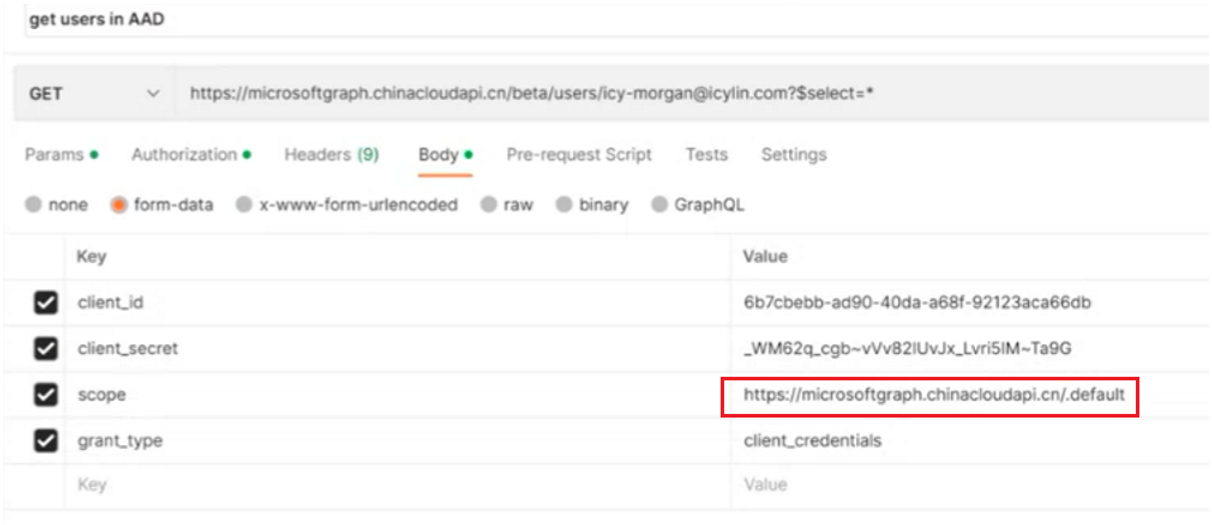 get users in AAD
GET https://microsoftgraph.chinacloudapi.cn/beta/users/icy-morgan@icylin.com?$select=*
Params Authorization Headers (9) Body Pre-request Script Tests Settings
none form-data x-www-form-urlencoded raw binary GraphQL
Key Value
client_id 6b7cbebb-ad90-40da-a68f-92123aca66db
client_secret _WM62q_cgb~vVv82lUvJx_Lvri5lM~Ta9G
scope https://microsoftgraph.chinacloudapi.cn/.default
grant_type client_credentials
Key Value